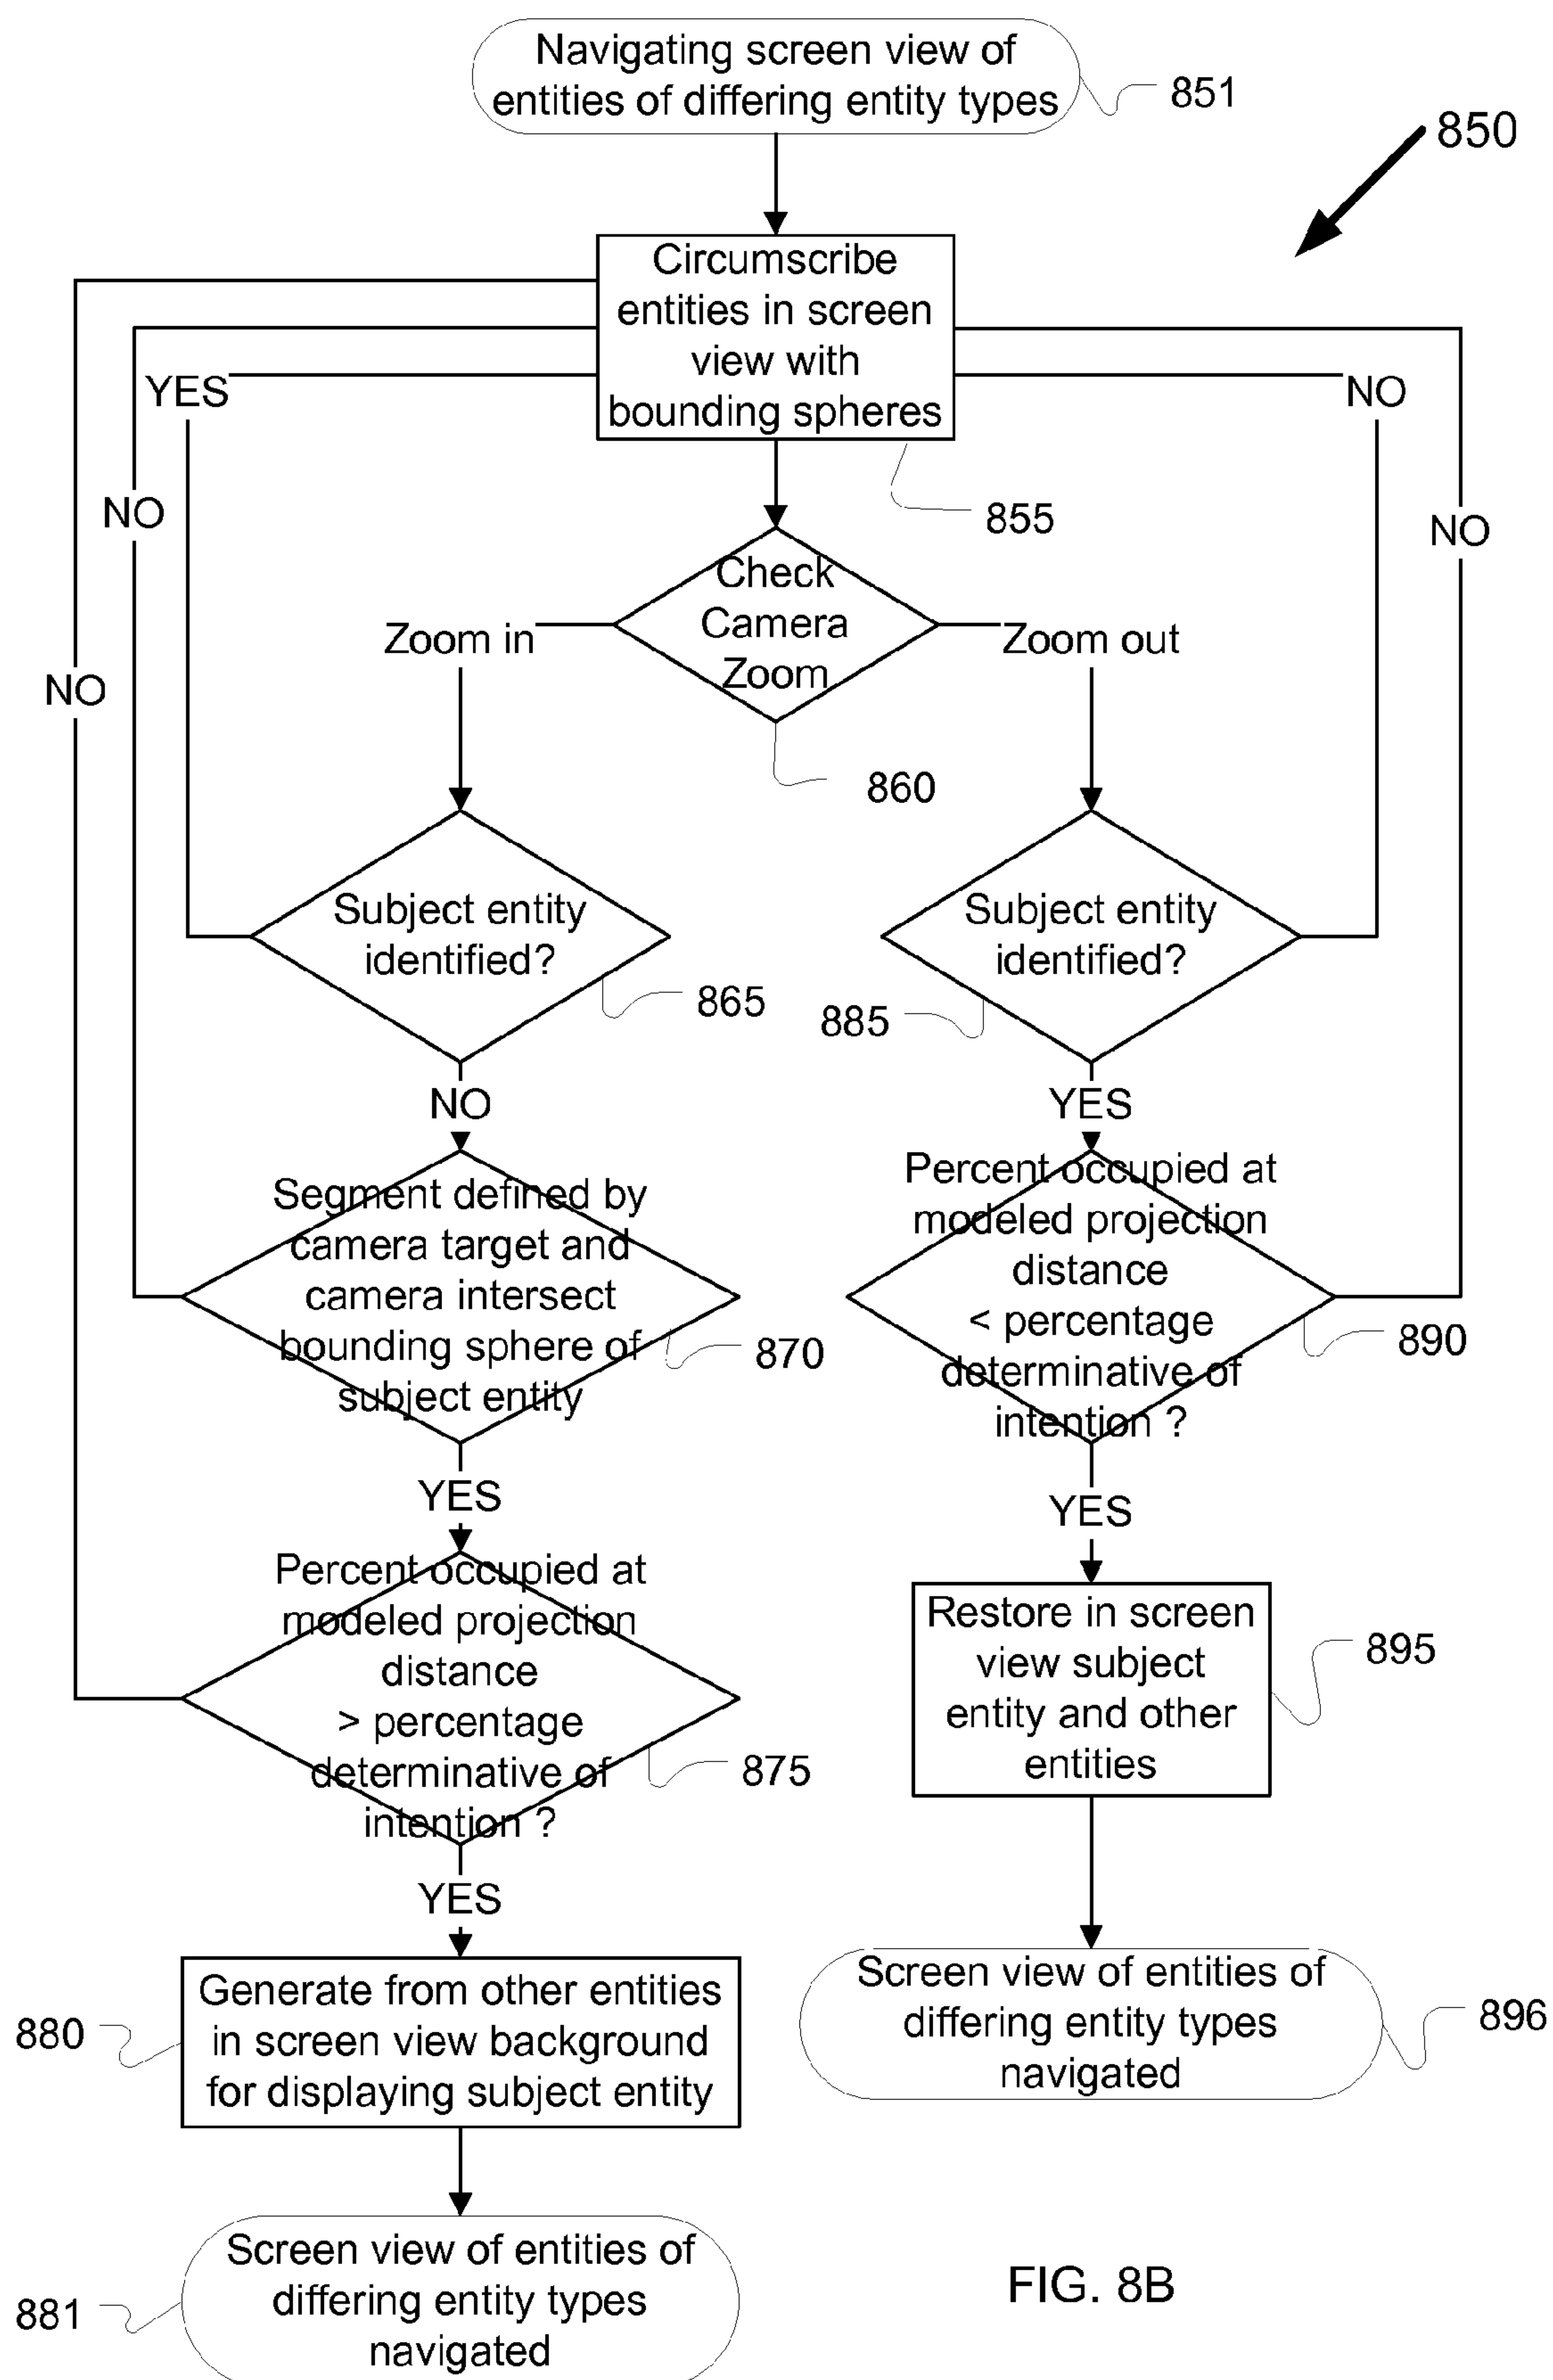 Navigating screen view of
entities of differing entity types
851
850
Circumscribe
entities in screen
view with
bounding spheres
YES
NO
NO
855
NO
Check
Camera
Zoom
Zoom in
Zoom out
NO
860
Subject entity
identified?
865
Subject entity
identified?
885
NO
YES
Segment defined by
camera target and
camera intersect
bounding sphere of
subject entity
870
Percent occupied at
modeled projection
distance
< percentage
determinative of
intention ?
890
YES
YES
Percent occupied at
modeled projection
distance
> percentage
determinative of
intention ?
875
Restore in screen
view subject
entity and other
entities
895
YES
Generate from other entities
in screen view background
for displaying subject entity
880
Screen view of entities of
differing entity types
navigated
896
Screen view of entities of
differing entity types
navigated
881
FIG. 8B